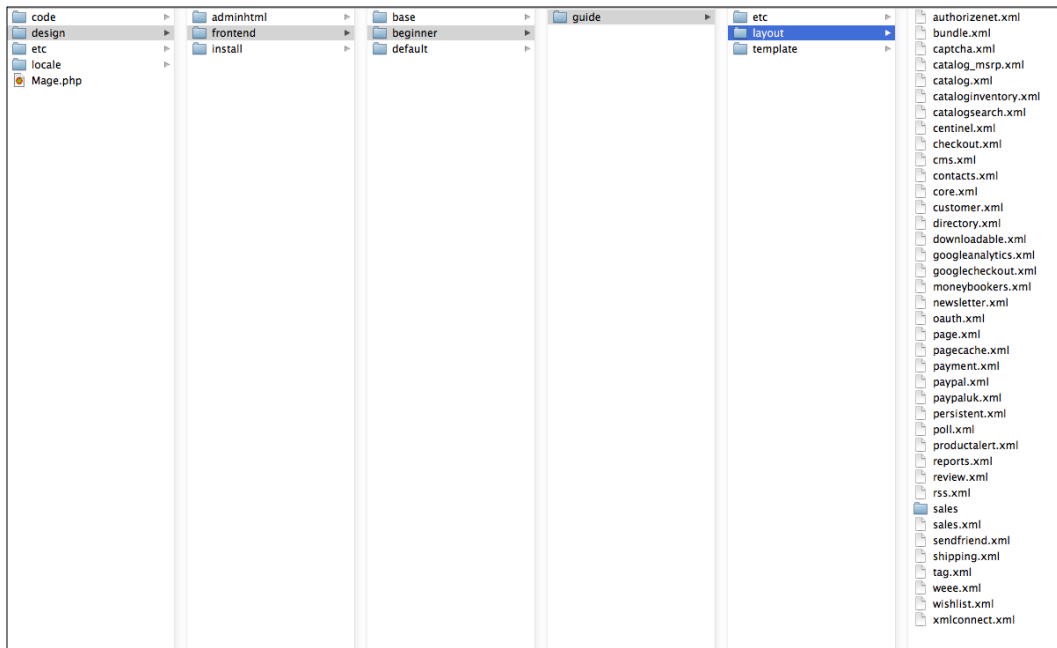 code
design
etc
locale
Mage.php
adminhtml
frontend
install
base
beginner
default
guide
etc
layout
template
authorizenet.xml
bundle.xml
captcha.xml
catalog_msrp.xml
catalog.xml
cataloginventory.xml
catalogsearch.xml
centinel.xml
checkout.xml
cms.xml
contacts.xml
core.xml
customer.xml
directory.xml
downloadable.xml
googleanalytics.xml
googlecheckout.xml
moneybookers.xml
newsletter.xml
oauth.xml
page.xml
pagecache.xml
payment.xml
paypal.xml
paypaluk.xml
persistent.xml
poll.xml
productalert.xml
reports.xml
review.xml
rss.xml
sales
sales.xml
sendfriend.xml
shipping.xml
tag.xml
weee.xml
wishlist.xml
xmlconnect.xml